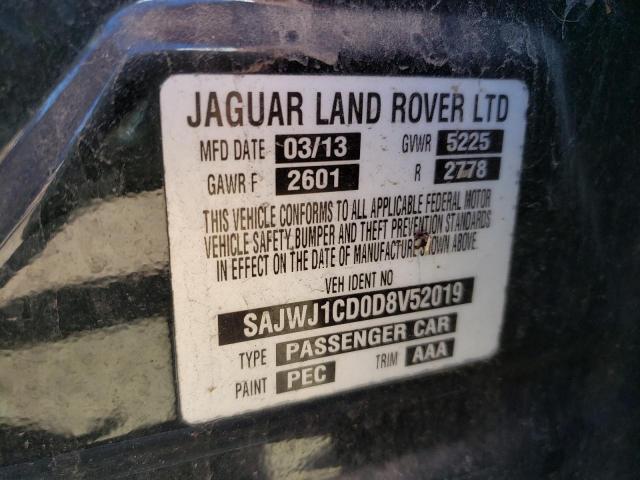 JAGUAR LAND ROVER LTD
MFD DATE 03/13 GVWR 5225
GAWR F 2601 R 2778
THIS VEHICLE CONFORMS TO ALL APPLICABLE FEDERAL MOTOR
VEHICLE SAFETY, BUMPER AND THEFT PREVENTION STANDARDS
IN EFFECT ON THE DATE OF MANUFACTURE SHOWN ABOVE.
VEH IDENT NO
SAJWJ1CD0D8V52019
TYPE PASSENGER CAR
PAINT PEC TRIM AAA